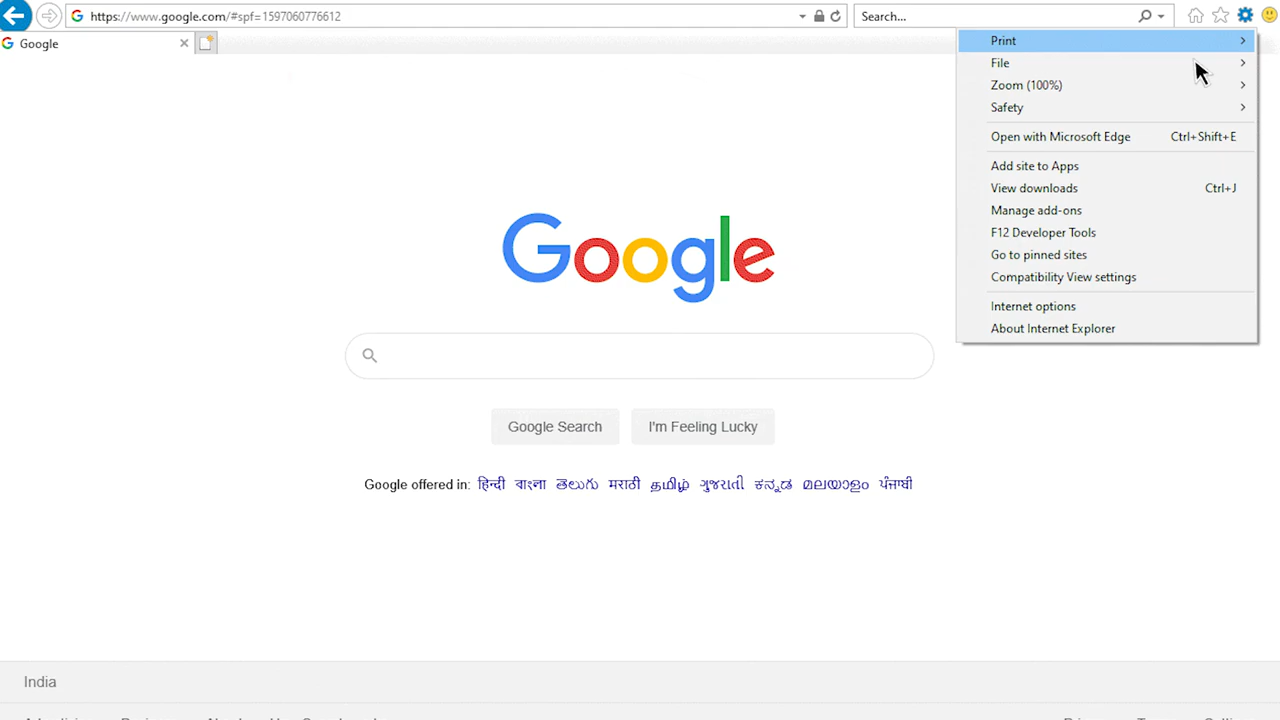 https://www.google.com/#spf=1597060776612
Search...
Google
Print
File
Zoom (100%)
Safety
Open with Microsoft Edge Ctrl+Shift+E
Add site to Apps
View downloads Ctrl+J
Manage add-ons
F12 Developer Tools
Go to pinned sites
Compatibility View settings
Internet options
About Internet Explorer
Google
Google Search I'm Feeling Lucky
Google offered in: हिन्दी বাংলা తెలుగు मराठी தமிழ் ગુજરાતી ಕನ್ನಡ മലയാളം ਪੰਜਾਬੀ
India